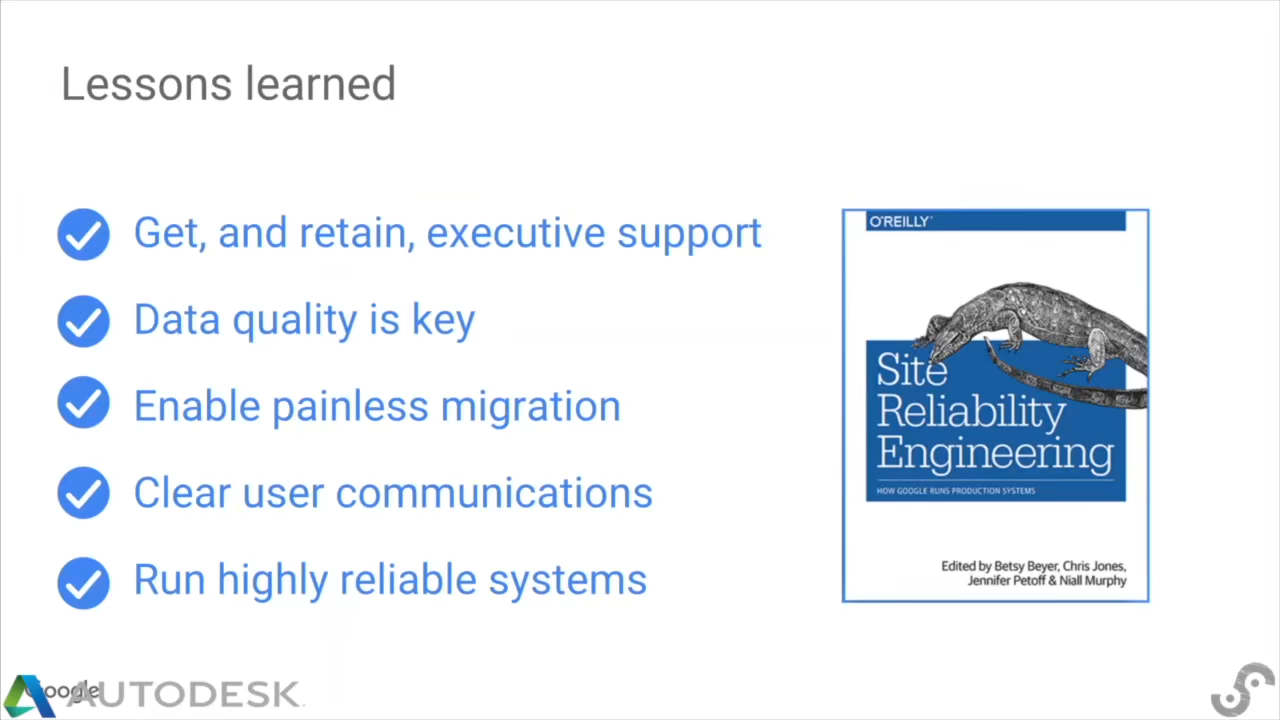 Lessons learned
Get, and retain, executive support
Data quality is key
Enable painless migration
Clear user communications
Run highly reliable systems
O'REILLY
Site
Reliability
Engineering
HOW GOOGLE RUNS PRODUCTION SYSTEMS
Edited by Betsy Beyer, Chris Jones,
Jennifer Petoff & Niall Murphy
Google
AUTODESK